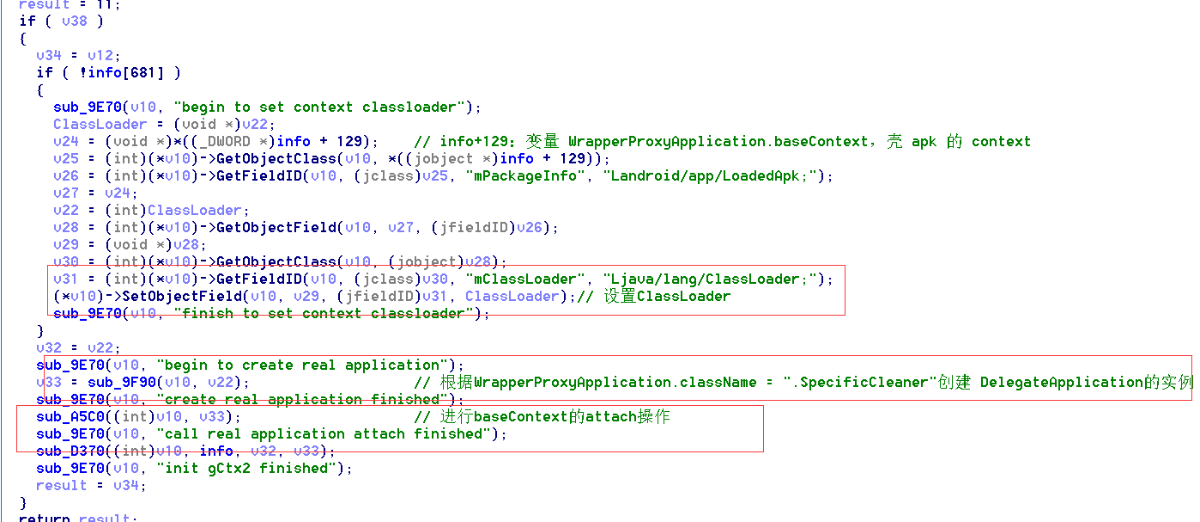 result = 11;
if ( v38 )
{
v34 = v12;
if ( !info[681] )
{
sub_9E70(v10, "begin to set context classloader");
ClassLoader = (void *)v22;
v24 = (void *)*((_DWORD *)info + 129);    // info+129：变量 WrapperProxyApplication.baseContext，壳 apk 的 context
v25 = (int)(*v10)->GetObjectClass(v10, *((jobject *)info + 129));
v26 = (int)(*v10)->GetFieldID(v10, (jclass)v25, "mPackageInfo", "Landroid/app/LoadedApk;");
v27 = v24;
v22 = (int)ClassLoader;
v28 = (int)(*v10)->GetObjectField(v10, v27, (jfieldID)v26);
v29 = (void *)v28;
v30 = (int)(*v10)->GetObjectClass(v10, (jobject)v28);
v31 = (int)(*v10)->GetFieldID(v10, (jclass)v30, "mClassLoader", "Ljava/lang/ClassLoader;");
(*v10)->SetObjectField(v10, v29, (jfieldID)v31, ClassLoader);// 设置ClassLoader
sub_9E70(v10, "finish to set context classloader");
}
v32 = v22;
sub_9E70(v10, "begin to create real application");
v33 = sub_9F90(v10, v22);    // 根据WrapperProxyApplication.className = ".SpecificCleaner"创建 DelegateApplication的实例
sub_9E70(v10, "create real application finished");
sub_A5C0((int)v10, v33);    // 进行baseContext的attach操作
sub_9E70(v10, "call real application attach finished");
sub_D370((int)v10, info, v32, v33);
sub_9E70(v10, "init gCtx2 finished");
result = v34;
}
return result;